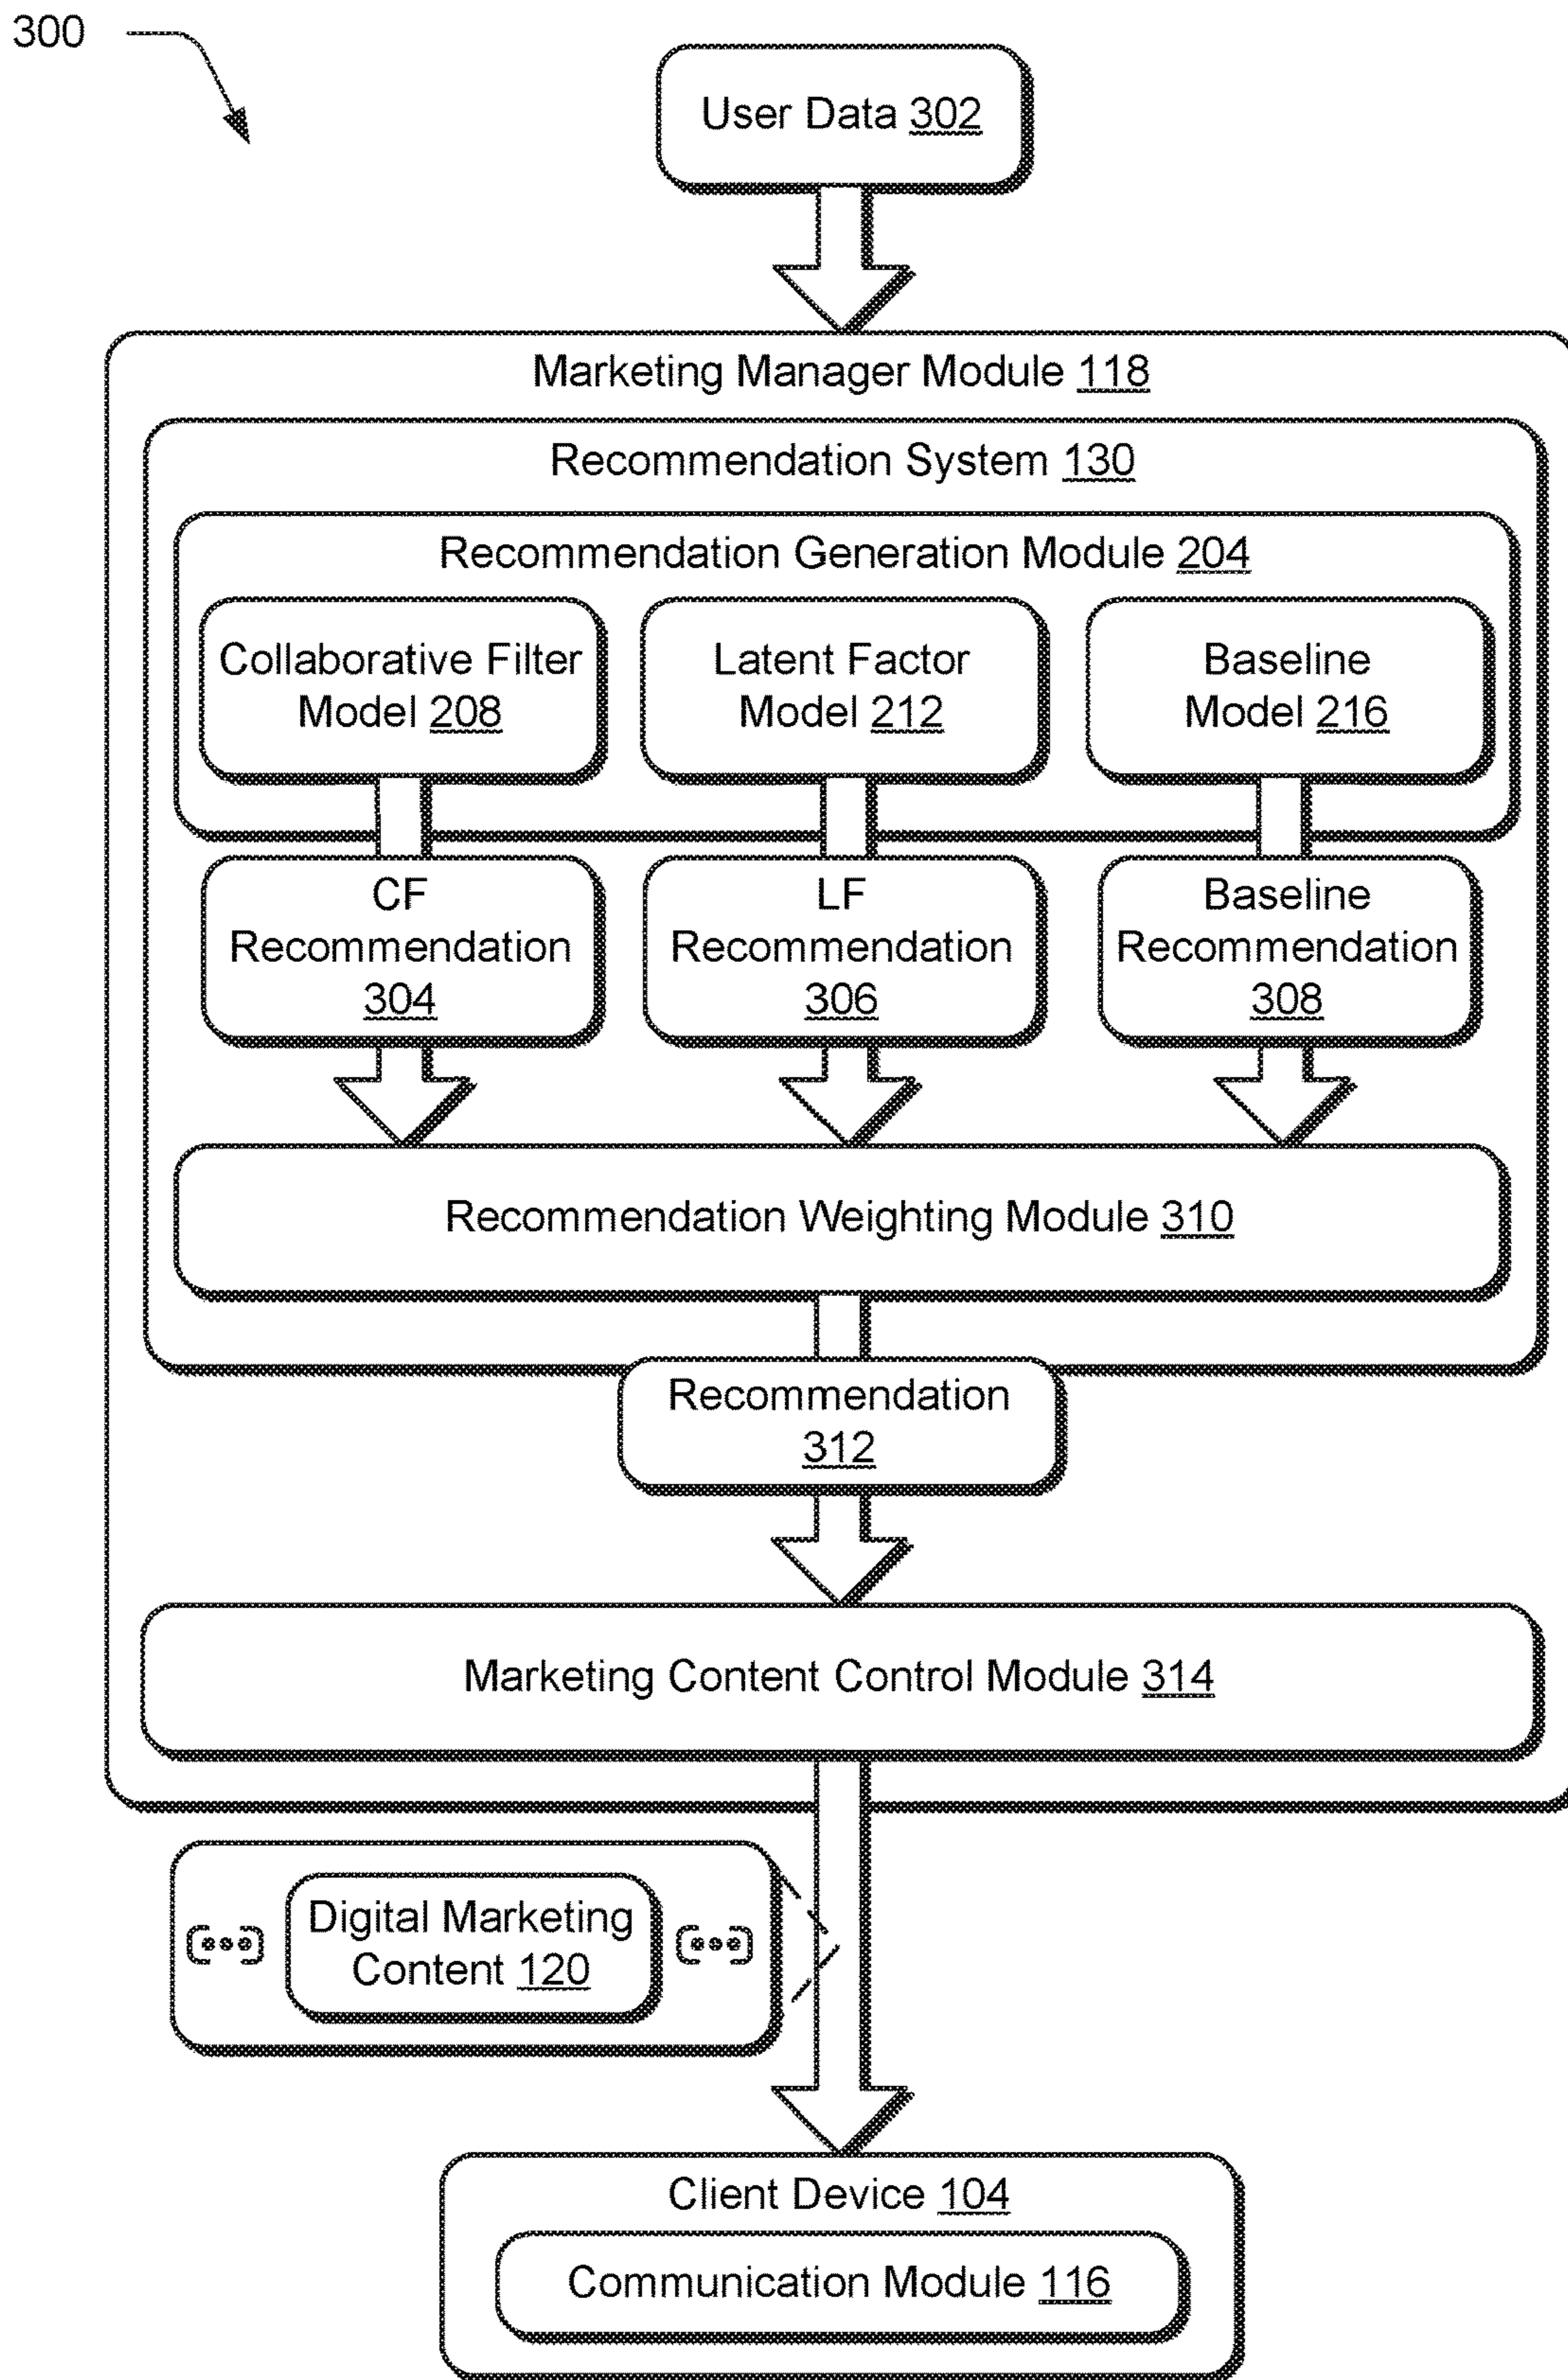 300
User Data 302
Marketing Manager Module 118
Recommendation System 130
Recommendation Generation Module 204
Collaborative Filter
Model 208
Latent Factor
Model 212
Baseline
Model 216
CF
Recommendation
304
LF
Recommendation
306
Baseline
Recommendation
308
Recommendation Weighting Module 310
Recommendation
312
Marketing Content Control Module 314
Digital Marketing
Content 120
Client Device 104
Communication Module 116